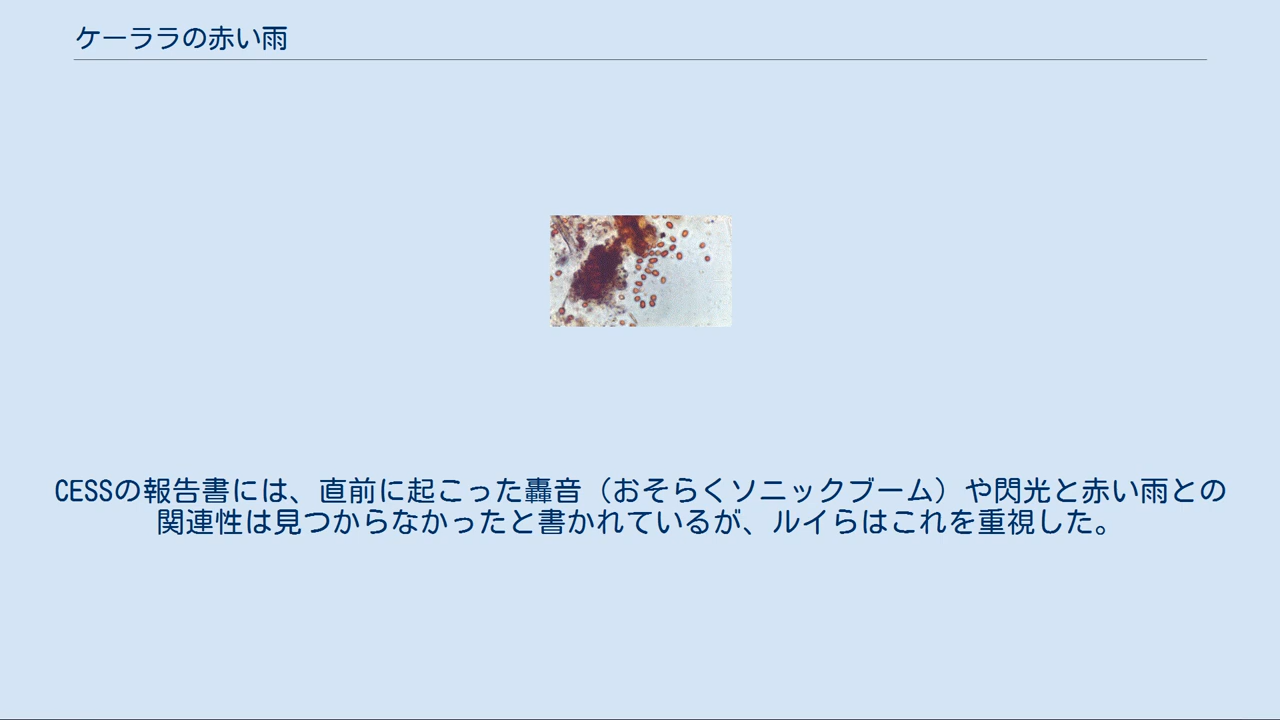 ケーララの赤い雨
CESSの報告書には、直前に起こった轟音（おそらくソニックブーム）や閃光と赤い雨との
関連性は見つからなかったと書かれているが、ルイらはこれを重視した。